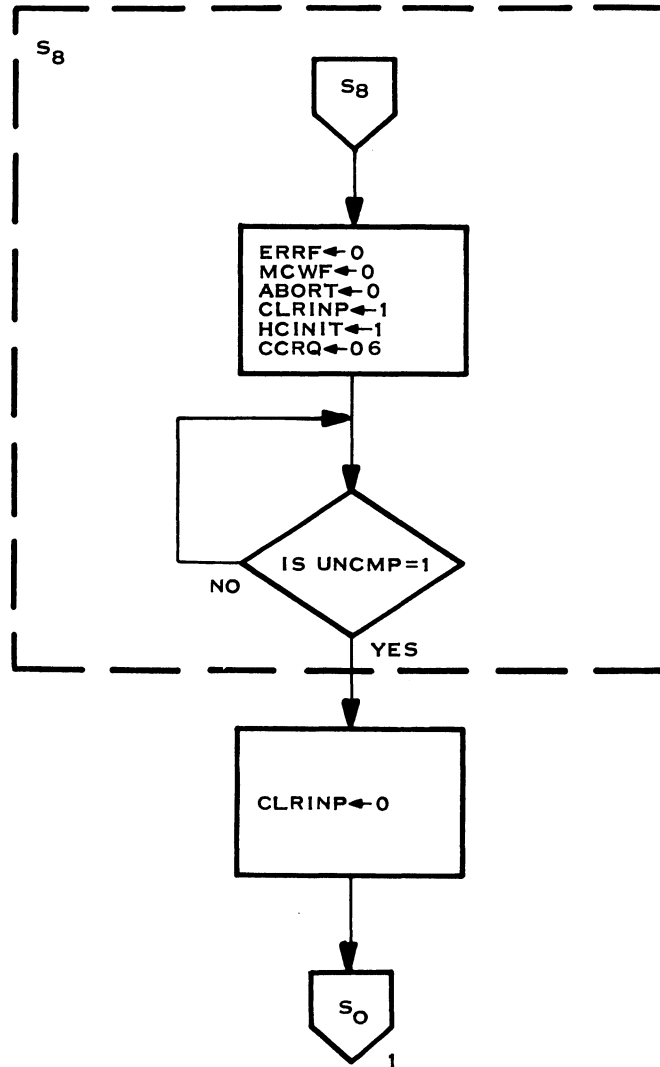 S8
S8
ERRF←0
MCWF←0
ABORT←0
CLRINP←1
HCINIT←1
CCRQ←06
IS UNCMP=1
NO
YES
CLRINP←0
S0
1